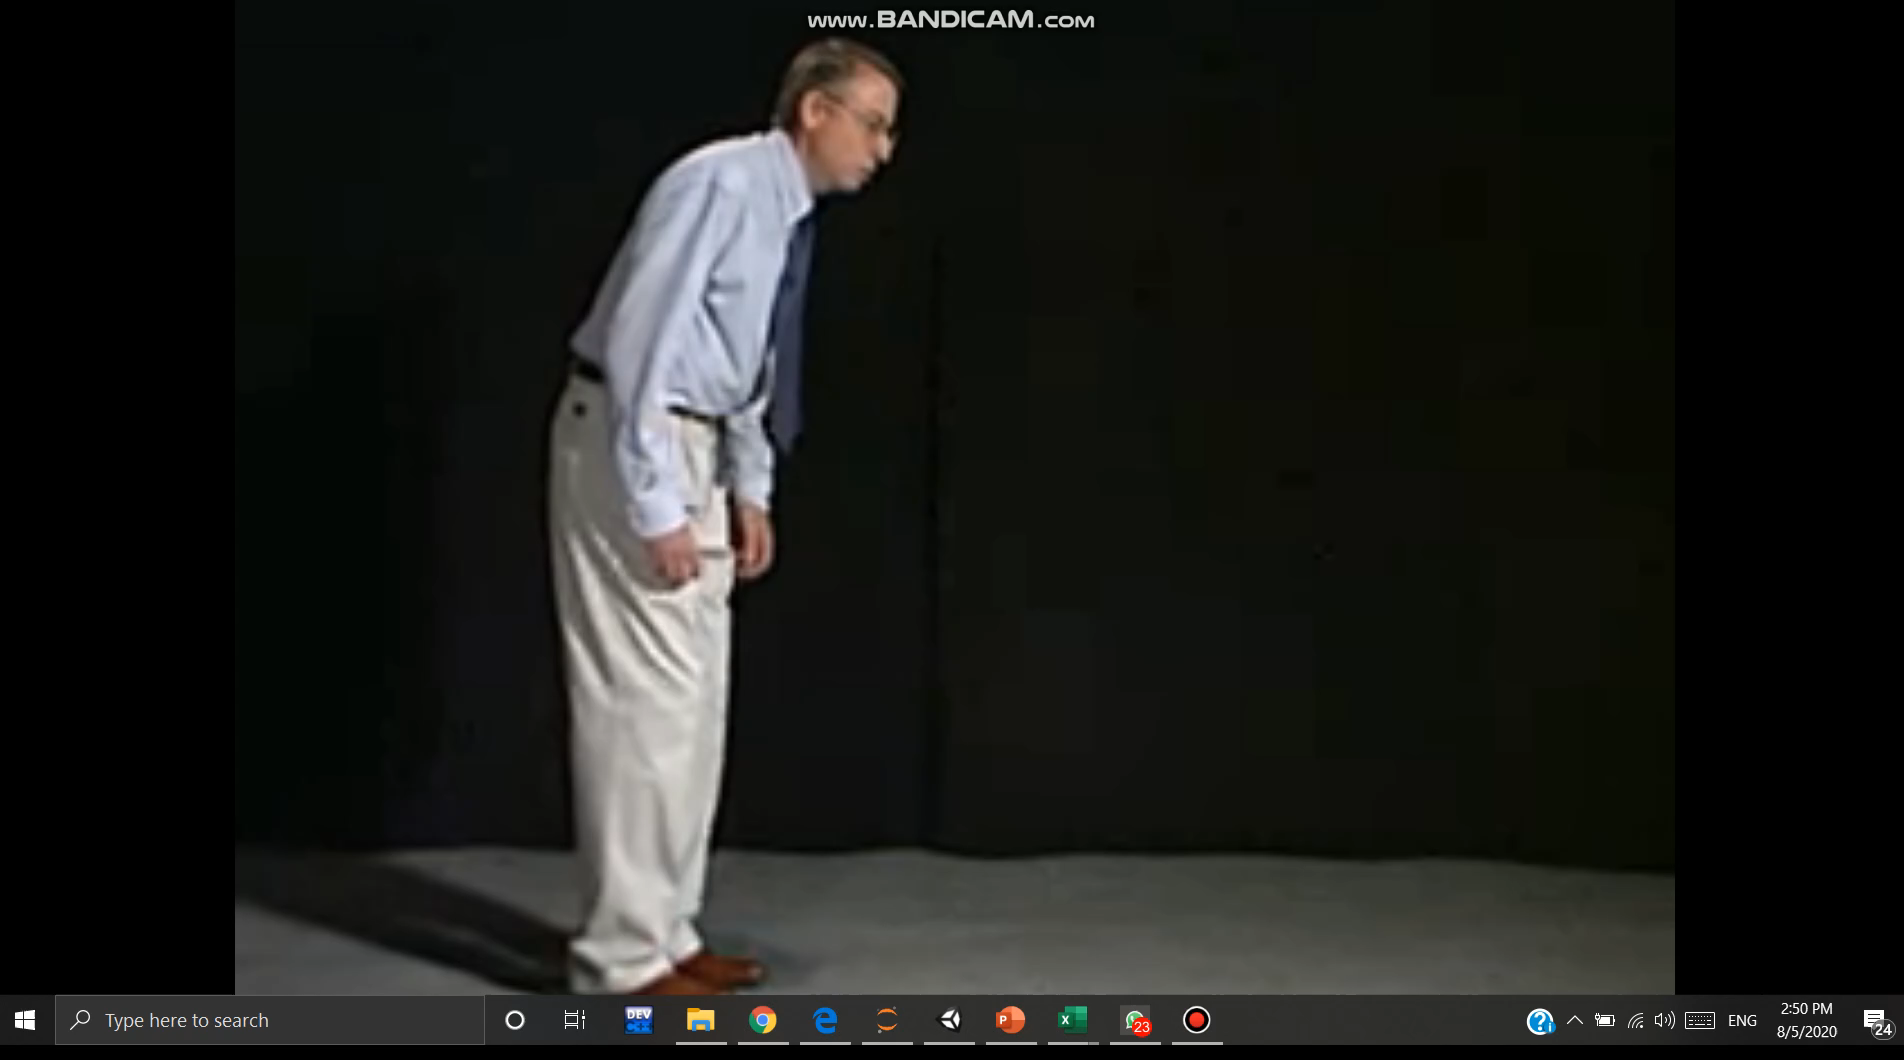 www.BANDICAM.com
Type here to search
DEV
C++
P
X
23
ENG
2:50 PM
8/5/2020
24